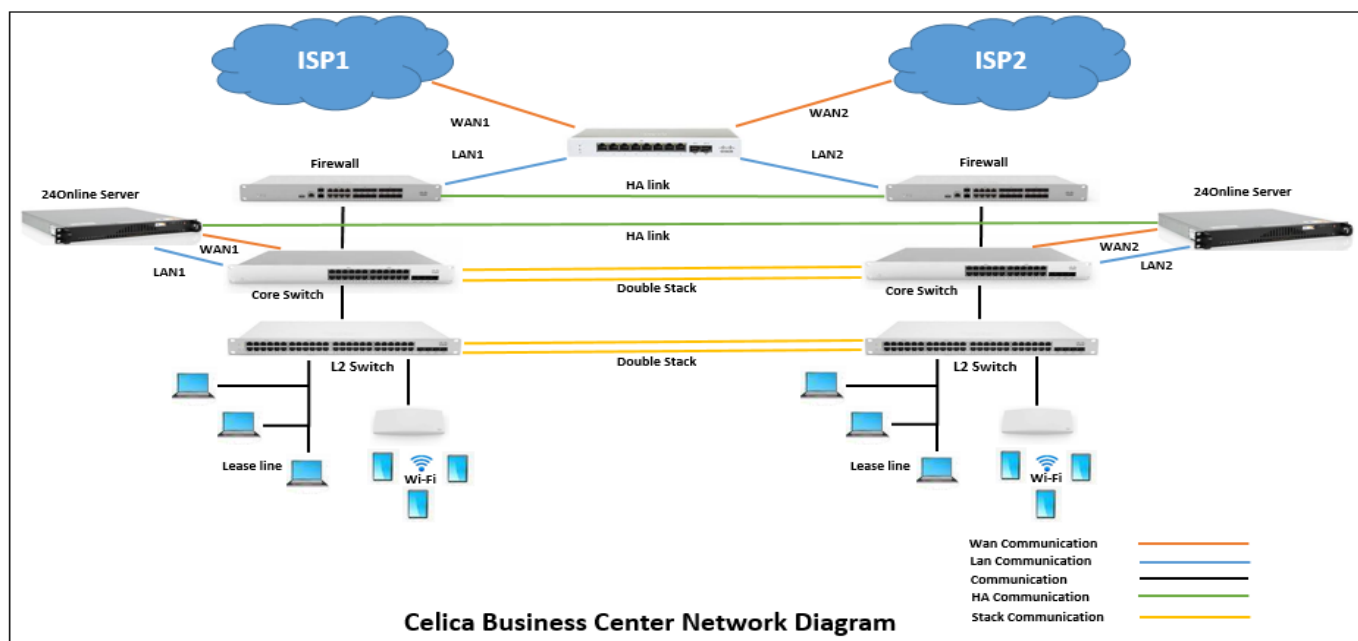 ISP1
ISP2
WAN1
WAN2
LAN1
LAN2
Firewall
Firewall
HA link
24Online Server
24Online Server
HA link
WAN1
WAN2
LAN1
LAN2
Core Switch
Double Stack
Core Switch
L2 Switch
Double Stack
L2 Switch
Lease line
Wi-Fi
Lease line
Wi-Fi
Wan Communication
Lan Communication
Communication
HA Communication
Stack Communication
Celica Business Center Network Diagram